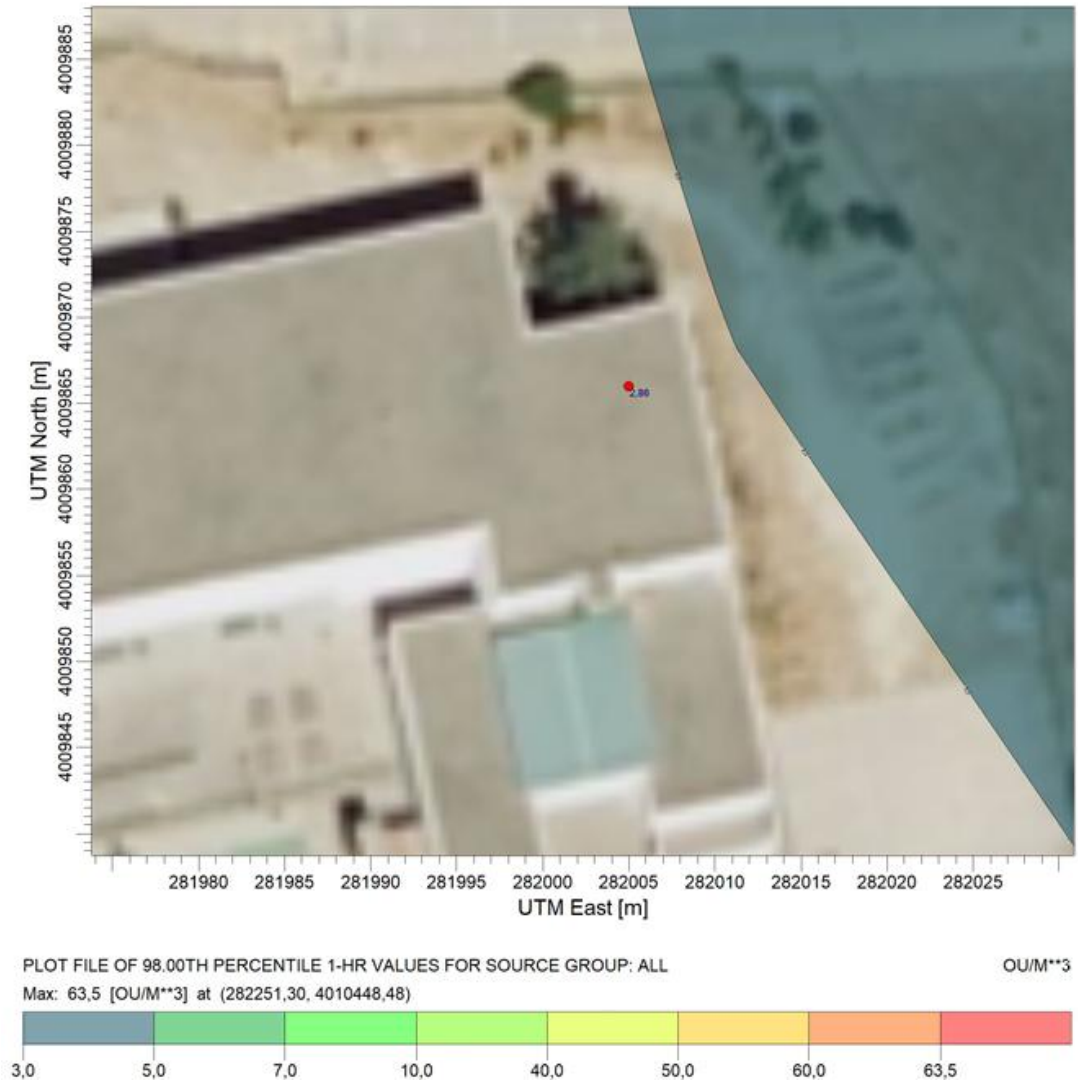 UTM North [m]
4009885
4009880
4009875
4009870
4009865
4009860
4009855
4009850
4009845
281980 281985 281990 281995 282000 282005 282010 282015 282020 282025
UTM East [m]
PLOT FILE OF 98.00TH PERCENTILE 1-HR VALUES FOR SOURCE GROUP: ALL OU/M**3
Max: 63,5 [OU/M**3] at (282251,30, 4010448,48)
3,0 5,0 7,0 10,0 40,0 50,0 60,0 63,5